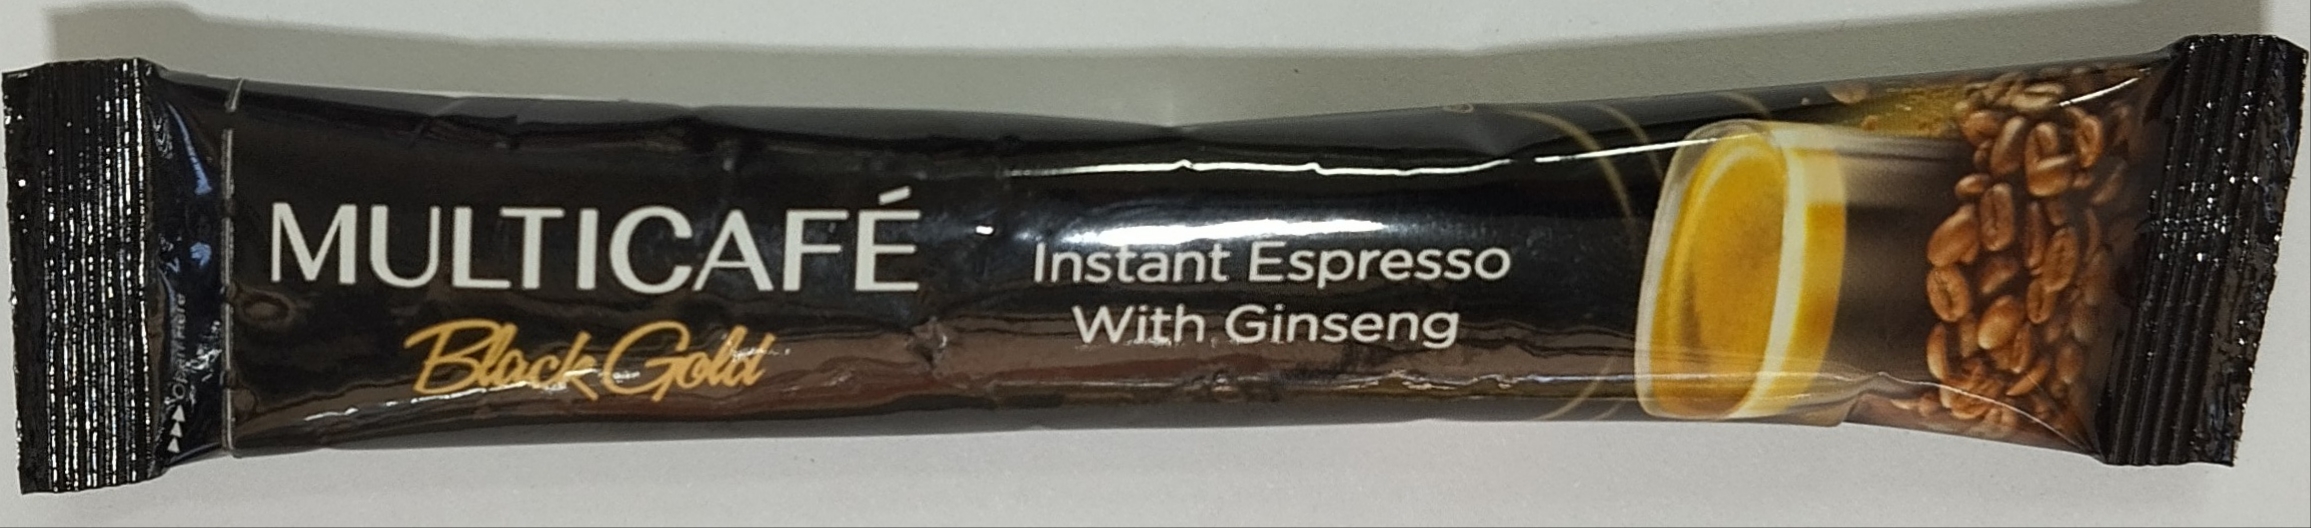 MULTICAFÉ
Black Gold
Instant Espresso
With Ginseng